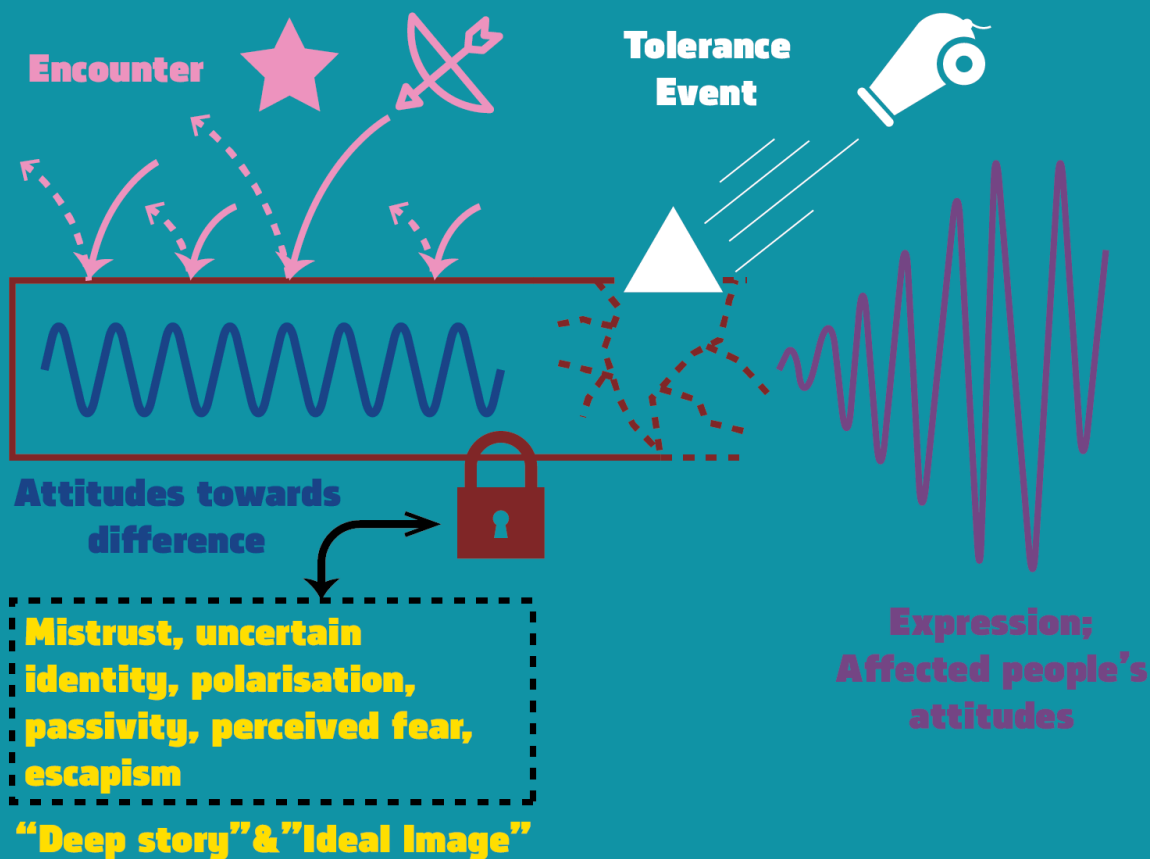 Encounter
Tolerance
Event
Attitudes towards
difference
Mistrust, uncertain
identity, polarisation,
passivity, perceived fear,
escapism
“Deep story”&”Ideal Image”
Expression;
Affected people’s
attitudes